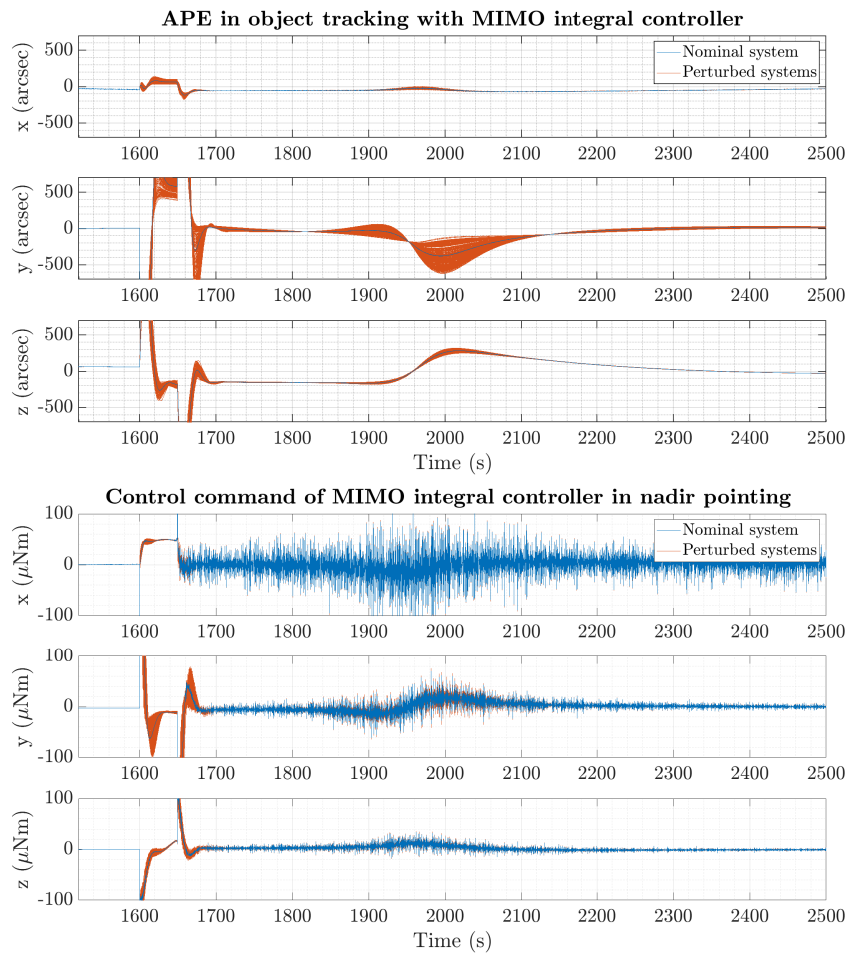 APE in object tracking with MIMO integral controller
x (arcsec)
500
0
-500
Nominal system
Perturbed systems
1600 1700 1800 1900 2000 2100 2200 2300 2400 2500
y (arcsec)
500
0
-500
1600 1700 1800 1900 2000 2100 2200 2300 2400 2500
z (arcsec)
500
0
-500
1600 1700 1800 1900 2000 2100 2200 2300 2400 2500
Time (s)
Control command of MIMO integral controller in nadir pointing
x (μNm)
100
0
-100
Nominal system
Perturbed systems
1600 1700 1800 1900 2000 2100 2200 2300 2400 2500
y (μNm)
100
0
-100
1600 1700 1800 1900 2000 2100 2200 2300 2400 2500
z (μNm)
100
0
-100
1600 1700 1800 1900 2000 2100 2200 2300 2400 2500
Time (s)